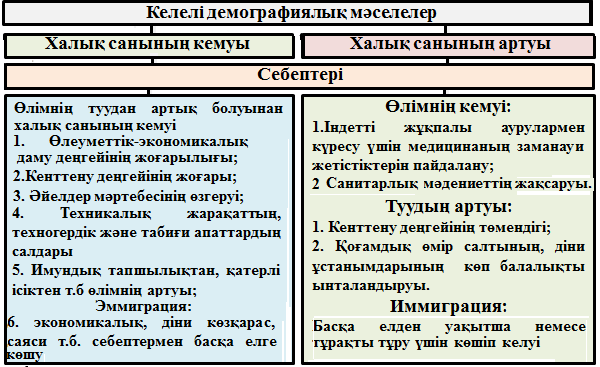 Келелі демографиялық мәселелер
Халық санының кемуы
Халық санының артуы
Себептері
Өлімнің туудан артық болуынан
халық санының кемуі
1. Өлеуметтік-экономикалық
даму деңгейінің жоғарылығы;
2.Кенттену деңгейінің жоғары;
3. Әйелдер мәртебесінің өзгеруі;
4. Техникалық жарақаттың,
техногердік және табиғи апаттардың
салдары
5. Имундық тапшылықтан, қатерлі
ісіктен т.б өлімнің артуы;
Эммиграция:
6. экономикалық, діни көзқарас,
саяси т.б. себептермен басқа елге
көшу
Өлімнің кемуі:
1.Індетті жұқпалы аурулармен
күресу үшін медицинаның заманауи
жетістіктерін пайдалану;
2 Санитарлық мәдениеттің жақсаруы.
Туудың артуы:
1. Кенттену деңгейінің төмендігі;
2. Қоғамдық өмір салтының, діни
ұстанымдарының көп балалықты
ынталандыруы.
Иммиграция:
Басқа елден уақытша немесе
тұрақты тұру үшін көшіп келуі